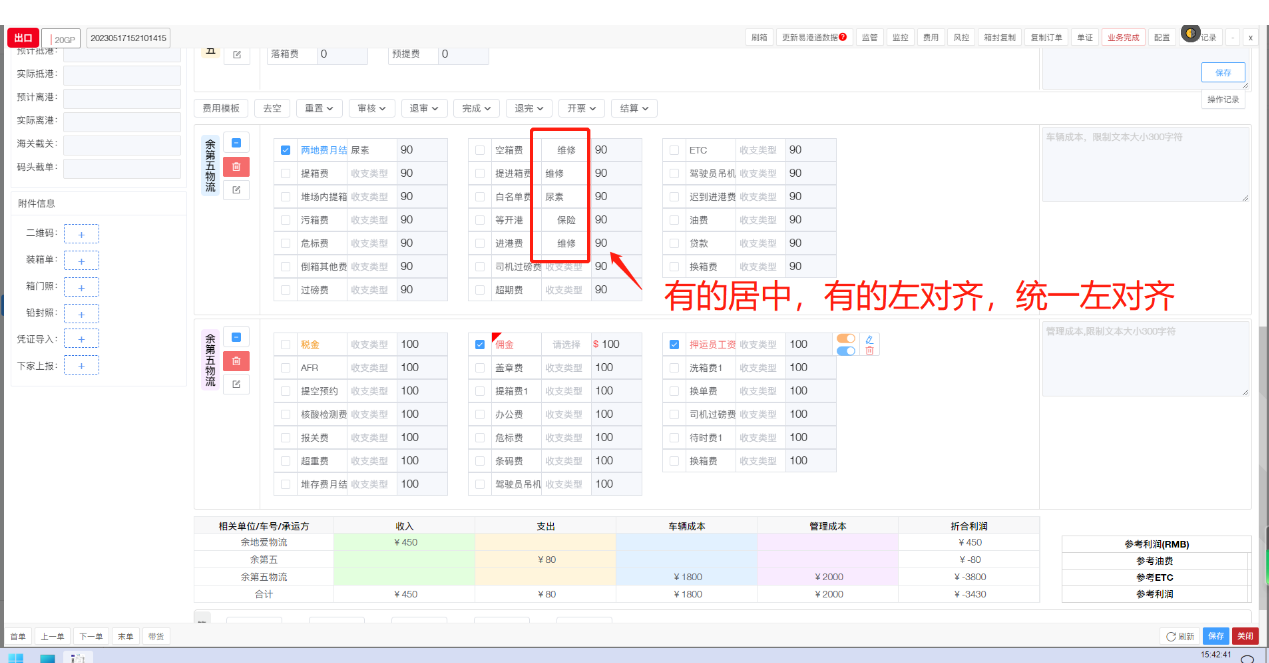 出口 20GP 20230517152101415 刷箱 更新易港通数据 监管 监控 费用 风控 箱封复制 复制订单 单证 业务完成 配置 记录 - x
预计抵港:
实际抵港:
预计离港:
实际离港:
海关截关:
码头截单:
附件信息
二维码: +
装箱单: +
箱门照: +
铅封照: +
凭证导入: +
下家上报: +
五 落箱费 0 预提费 0
保存
操作记录
费用模板 去空 重置 审核 退审 完成 退完 开票 结算
余第五物流
两地费月结 尿素 90 空箱费 维修 90 ETC 收支类型 90
提箱费 收支类型 90 提进箱费 维修 90 驾驶员吊机 收支类型 90
堆场内提箱 收支类型 90 白名单费 尿素 90 迟到进港费 收支类型 90
污箱费 收支类型 90 等开港 保险 90 油费 收支类型 90
危标费 收支类型 90 进港费 维修 90 贷款 收支类型 90
倒箱其他费 收支类型 90 司机过磅费 收支类型 90 换箱费 收支类型 90
过磅费 收支类型 90 超期费 收支类型 90
车辆成本，限制文本大小300字符
有的居中，有的左对齐，统一左对齐
余第五物流
税金 收支类型 100 佣金 请选择 $ 100 押运员工资 收支类型 100
AFR 收支类型 100 盖章费 收支类型 100 洗箱费1 收支类型 100
提空预约 收支类型 100 提箱费1 收支类型 100 换单费 收支类型 100
核酸检测费 收支类型 100 办公费 收支类型 100 司机过磅费 收支类型 100
报关费 收支类型 100 危标费 收支类型 100 待时费1 收支类型 100
超重费 收支类型 100 条码费 收支类型 100 换箱费 收支类型 100
堆存费月结 收支类型 100 驾驶员吊机 收支类型 100
管理成本,限制文本大小300字符
相关单位/车号/承运方 收入 支出 车辆成本 管理成本 折合利润
余地爱物流 ¥ 450 ¥ 450
余第五 ¥ 80 ¥ -80
余第五物流 ¥ 1800 ¥ 2000 ¥ -3800
合计 ¥ 450 ¥ 80 ¥ 1800 ¥ 2000 ¥ -3430
参考利润(RMB)
参考油费
参考ETC
参考利润
首单 上一单 下一单 末单 带货 刷新 保存 关闭
15:42:41